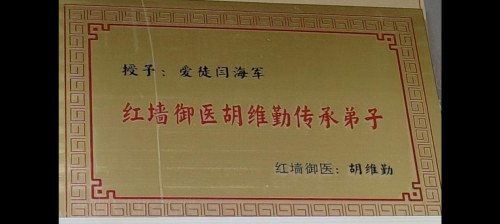 授予：爱徒闫海军
红墙御医胡维勤传承弟子
红墙御医：胡维勤